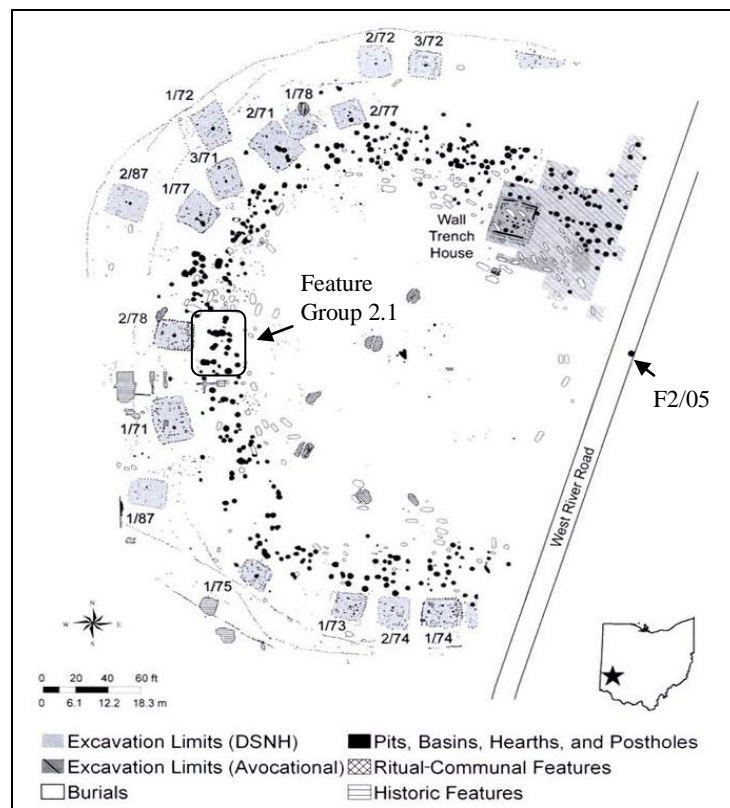 2/72 3/72
1/78
1/72
2/71
2/77
3/71
2/87
1/77
Wall
Trench
House
Feature
Group 2.1
2/78
F2/05
1/71
West River Road
1/87
1/75
1/73
2/74
1/74
N
W E
S
0 20 40 60 ft
0 6.1 12.2 18.3 m
Excavation Limits (DSNH)
Pits, Basins, Hearths, and Postholes
Excavation Limits (Avocational)
Ritual-Communal Features
Burials
Historic Features